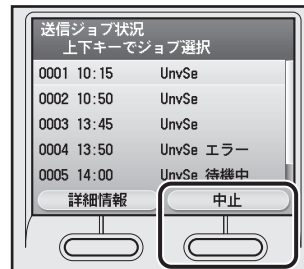 送信ジョブ状況
上下キーでジョブ選択
0001 10:15 UnvSe
0002 10:50 UnvSe
0003 13:45 UnvSe
0004 13:50 UnvSe エラー
0005 14:00 UnvSe 待機中
詳細情報 中止